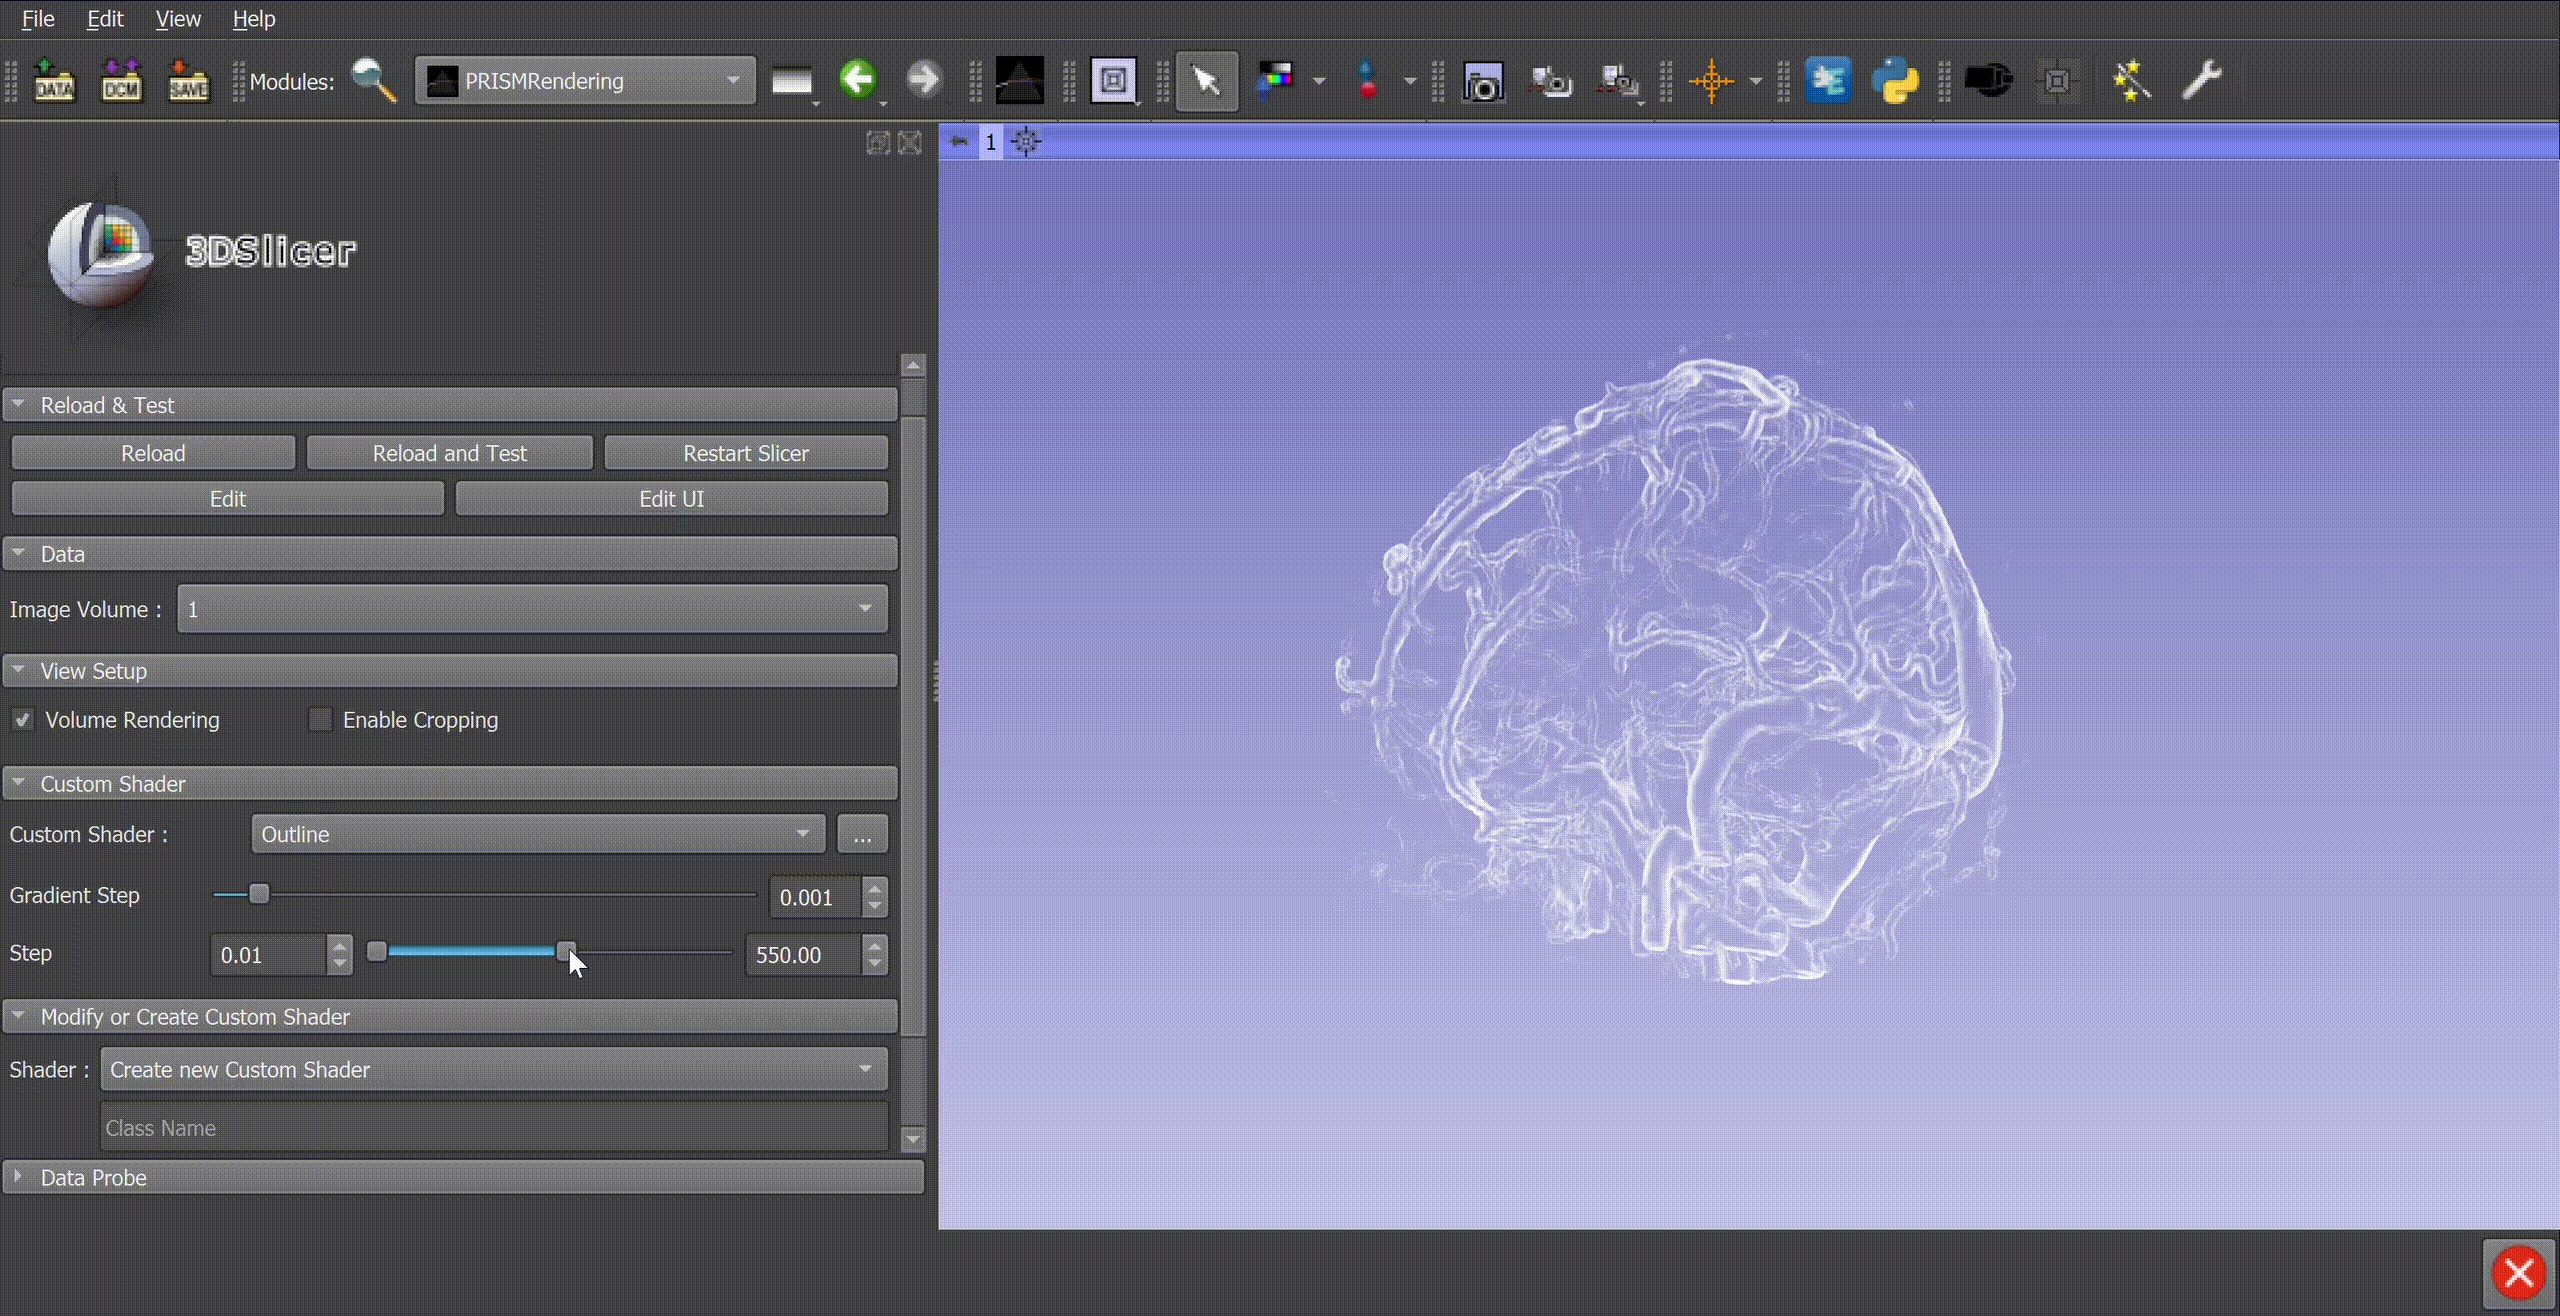 File Edit View Help
DATA DCM SAVE Modules: PRISMRendering
1
3DSlicer
Reload & Test
Reload Reload and Test Restart Slicer
Edit Edit UI
Data
Image Volume : 1
View Setup
Volume Rendering Enable Cropping
Custom Shader
Custom Shader : Outline ...
Gradient Step 0.001
Step 0.01 550.00
Modify or Create Custom Shader
Shader : Create new Custom Shader
Class Name
Data Probe